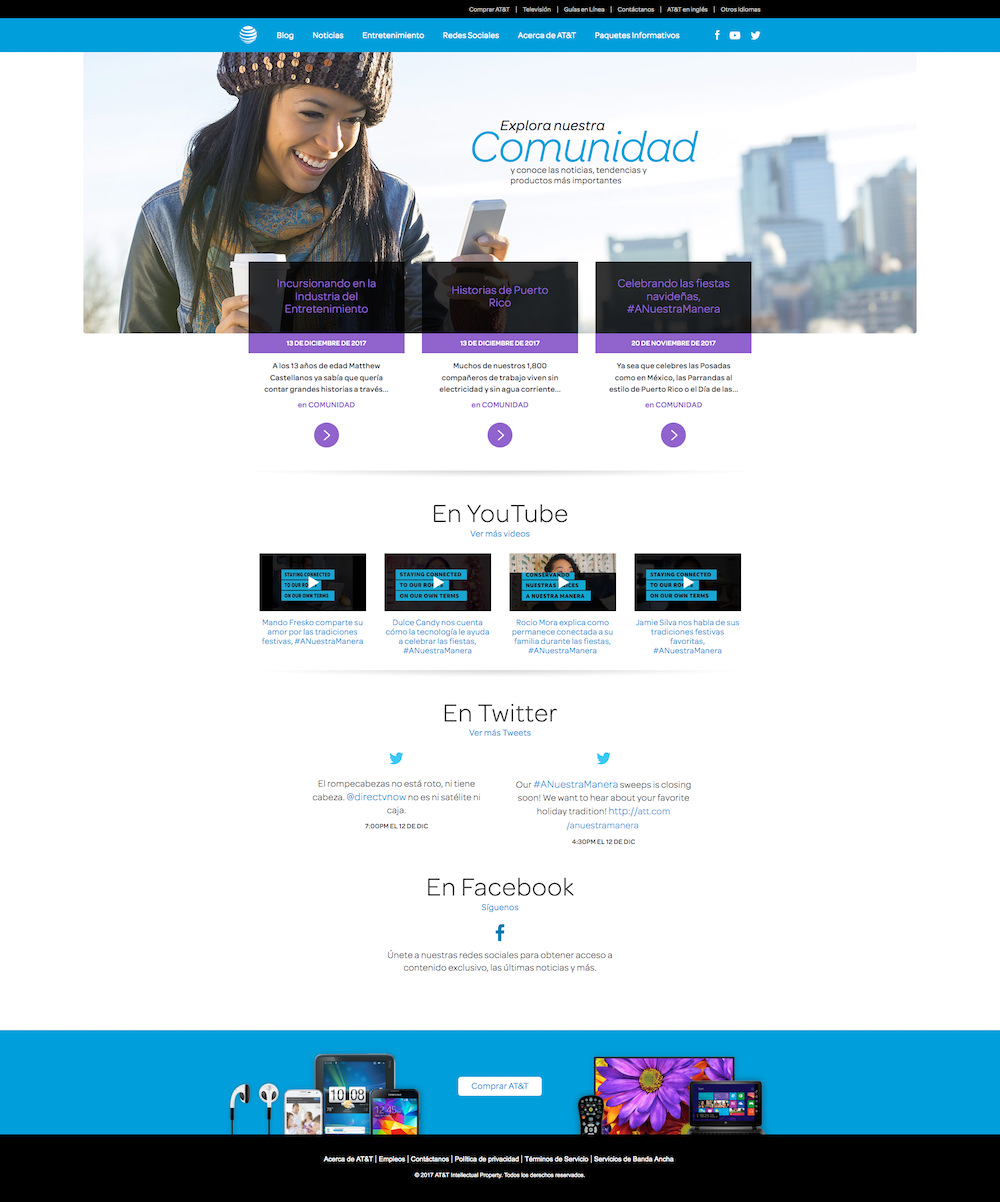 Comprar AT&T | Televisión | Guías en Línea | Contáctanos | AT&T en inglés | Otros Idiomas
Blog Noticias Entretenimiento Redes Sociales Acerca de AT&T Paquetes Informativos
Explora nuestra
Comunidad
y conoce las noticias, tendencias y
productos más importantes
Incursionando en la
Industria del
Entretenimiento
13 DE DICIEMBRE DE 2017
A los 13 años de edad Matthew
Castellanos ya sabía que quería
contar grandes historias a través...
en COMUNIDAD
Historias de Puerto
Rico
13 DE DICIEMBRE DE 2017
Muchos de nuestros 1,800
compañeros de trabajo viven sin
electricidad y sin agua corriente...
en COMUNIDAD
Celebrando las fiestas
navideñas,
#ANuestraManera
20 DE NOVIEMBRE DE 2017
Ya sea que celebres las Posadas
como en México, las Parrandas al
estilo de Puerto Rico o el Día de las...
en COMUNIDAD
En YouTube
Ver más videos
STAYING CONNECTED
TO OUR
ON OUR OWN TERMS
Mando Fresko comparte su
amor por las tradiciones
festivas, #ANuestraManera
STAYING CONNECTED
TO OUR
ON OUR OWN TERMS
Dulce Candy nos cuenta
cómo la tecnología le ayuda
a celebrar las fiestas,
#ANuestraManera
CONSERVANDO
NUESTRAS
A NUESTRA MANERA
Rocío Mora explica como
permanece conectada a su
familia durante las fiestas,
#ANuestraManera
STAYING CONNECTED
TO OUR
ON OUR OWN TERMS
Jamie Silva nos habla de sus
tradiciones festivas
favoritas,
#ANuestraManera
En Twitter
Ver más Tweets
El rompecabezas no está roto, ni tiene
cabeza. @directvnow no es ni satélite ni
caja.
7:00PM EL 12 DE DIC
Our #ANuestraManera sweeps is closing
soon! We want to hear about your favorite
holiday tradition! http://att.com
/anuestramanera
4:30PM EL 12 DE DIC
En Facebook
Síguenos
Únete a nuestras redes sociales para obtener acceso a
contenido exclusivo, las últimas noticias y más.
10:08
12:45
Comprar AT&T
Acerca de AT&T | Empleos | Contáctanos | Política de privacidad | Términos de Servicio | Servicios de Banda Ancha
© 2017 AT&T Intellectual Property. Todos los derechos reservados.